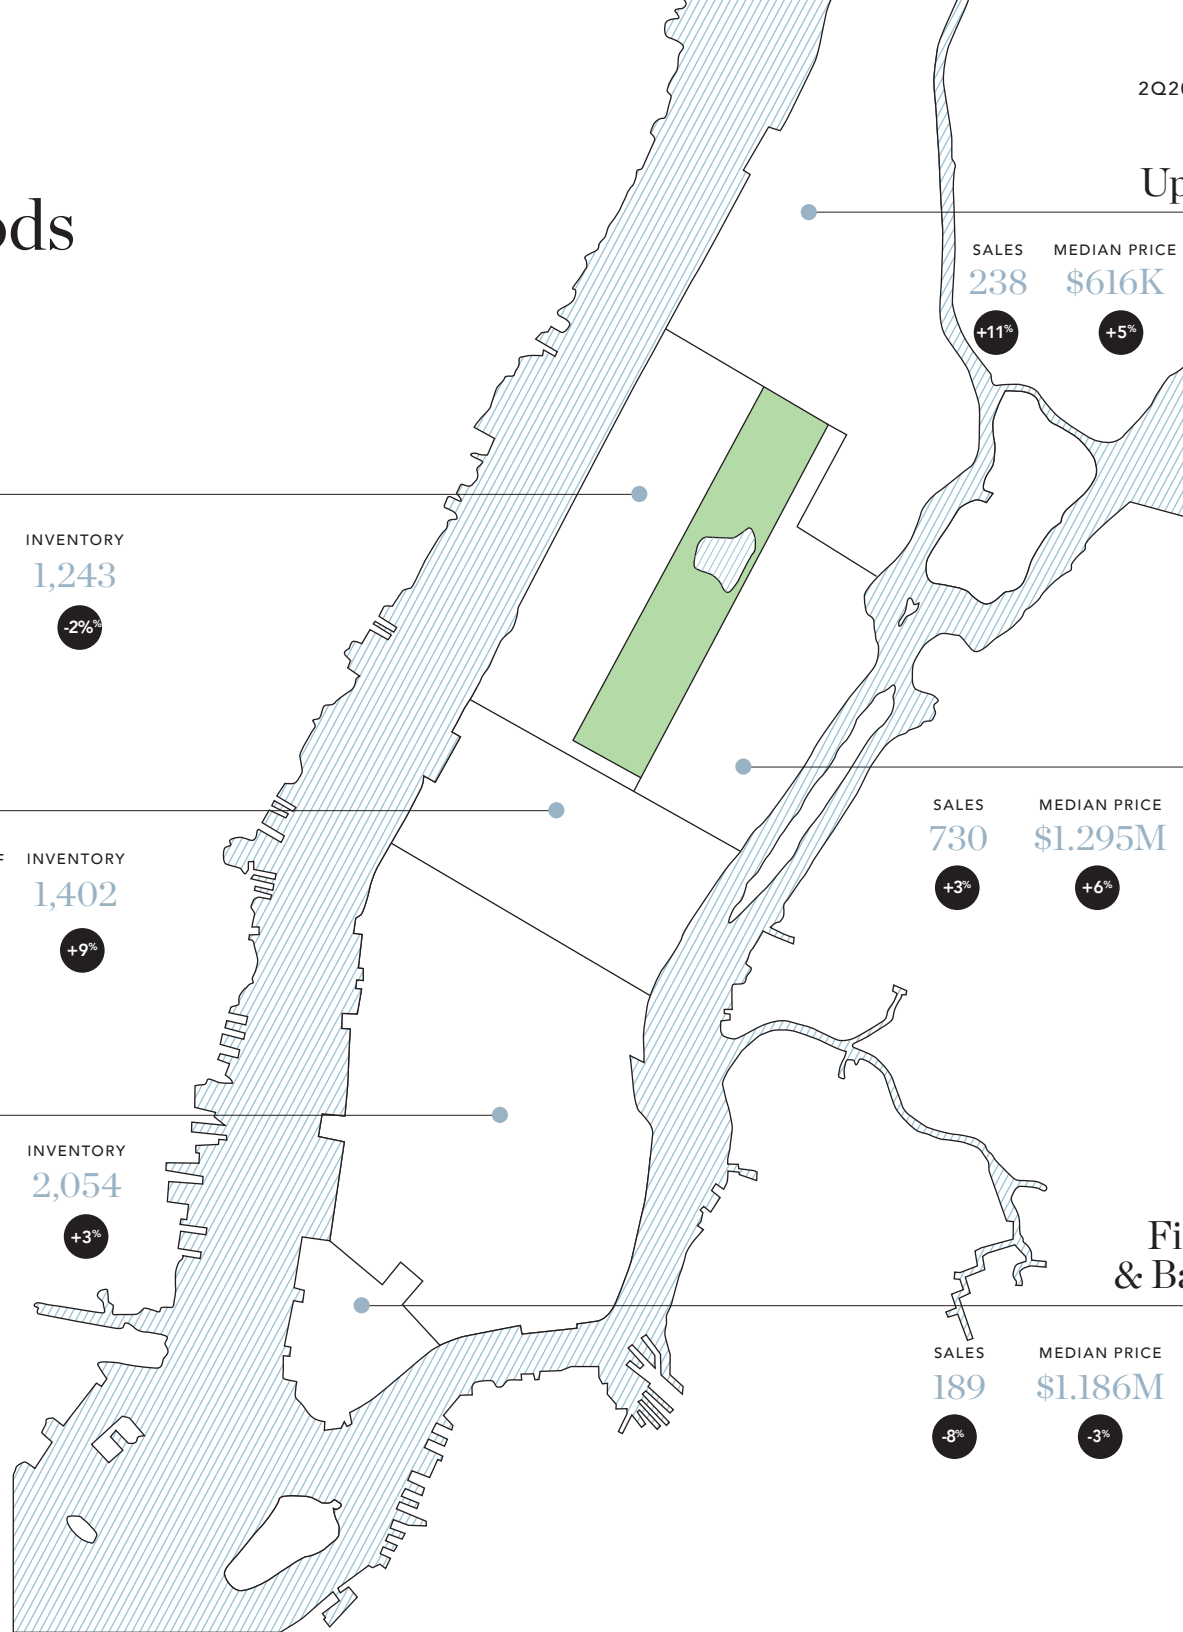 2Q20
ods
Up
SALES MEDIAN PRICE
238 $616K
+11% +5%
INVENTORY
1,243
-2%%
SALES MEDIAN PRICE
730 $1.295M
+3% +6%
F INVENTORY
1,402
+9%
INVENTORY
2,054
+3%
Fi
& Ba
SALES MEDIAN PRICE
189 $1.186M
-8% -3%